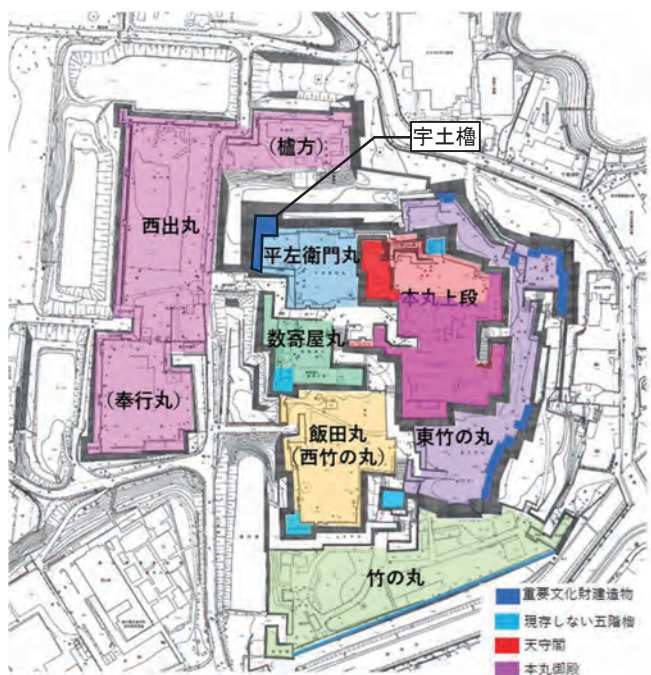 宇土櫓
(櫨方)
西出丸
平左衛門丸
本丸上段
数寄屋丸
(奉行丸)
飯田丸
(西竹の丸)
東竹の丸
竹の丸
重要文化財建造物
現存しない五階櫓
天守閣
本丸御殿